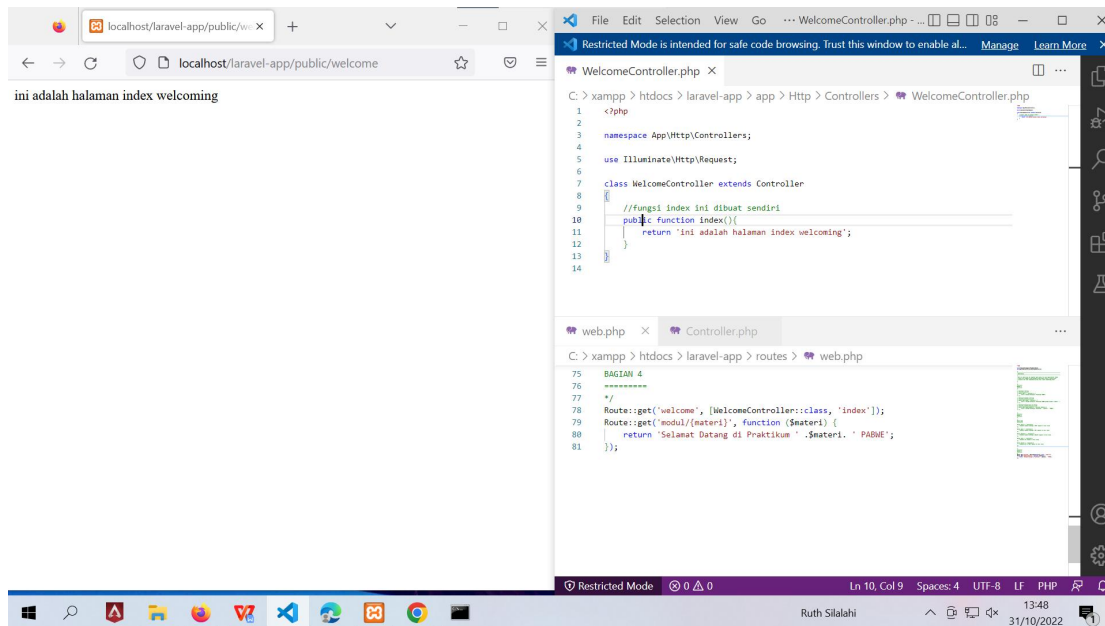 localhost/laravel-app/public/we
localhost/laravel-app/public/welcome
ini adalah halaman index welcoming
File Edit Selection View Go ··· WelcomeController.php - ...
Restricted Mode is intended for safe code browsing. Trust this window to enable al... Manage Learn More
WelcomeController.php
C: > xampp > htdocs > laravel-app > app > Http > Controllers > WelcomeController.php
1 <?php
2
3 namespace App\Http\Controllers;
4
5 use Illuminate\Http\Request;
6
7 class WelcomeController extends Controller
8 {
9 //fungsi index ini dibuat sendiri
10 public function index(){
11 return 'ini adalah halaman index welcoming';
12 }
13 }
14
web.php Controller.php
C: > xampp > htdocs > laravel-app > routes > web.php
75 BAGIAN 4
76 =========
77 */
78 Route::get('welcome', [WelcomeController::class, 'index']);
79 Route::get('modul/{materi}', function ($materi) {
80 return 'Selamat Datang di Praktikum ' .$materi. ' PABWE';
81 });
Restricted Mode 0 0 Ln 10, Col 9 Spaces: 4 UTF-8 LF PHP
Ruth Silalahi
13:48
31/10/2022
1